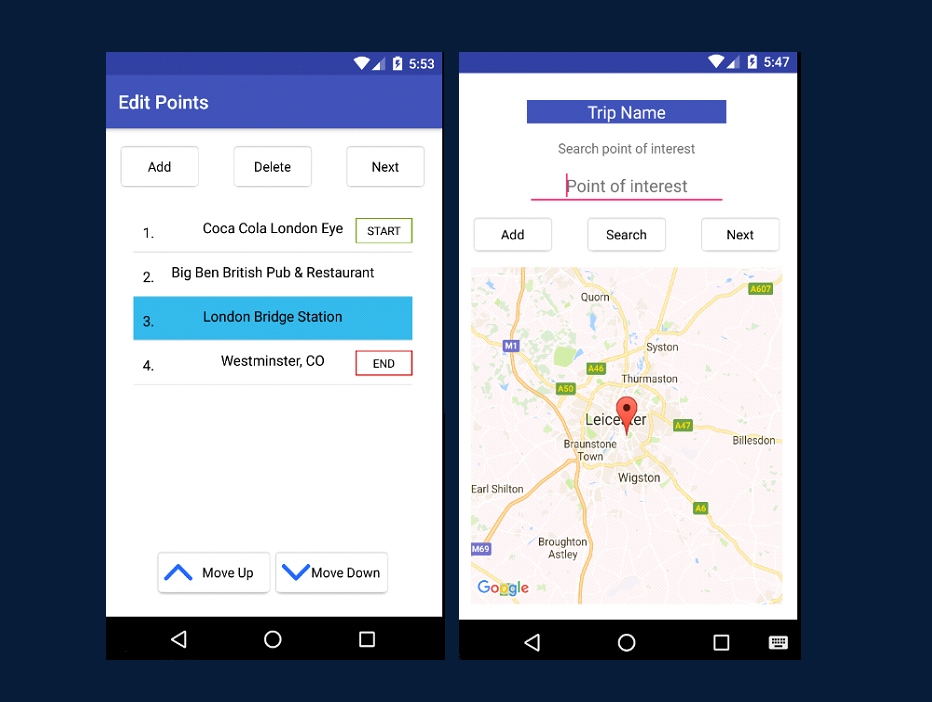 5:53
Edit Points
Add
Delete
Next
1.
Coca Cola London Eye
START
2.
Big Ben British Pub & Restaurant
3.
London Bridge Station
4.
Westminster, CO
END
Move Up
Move Down
5:47
Trip Name
Search point of interest
Point of interest
Add
Search
Next
A607
Quorn
M1
Syston
A46
Thurmaston
A50
Leicester
A47
Braunstone
Town
Billesdon
Wigston
Earl Shilton
A6
Broughton
Astley
M69
Google